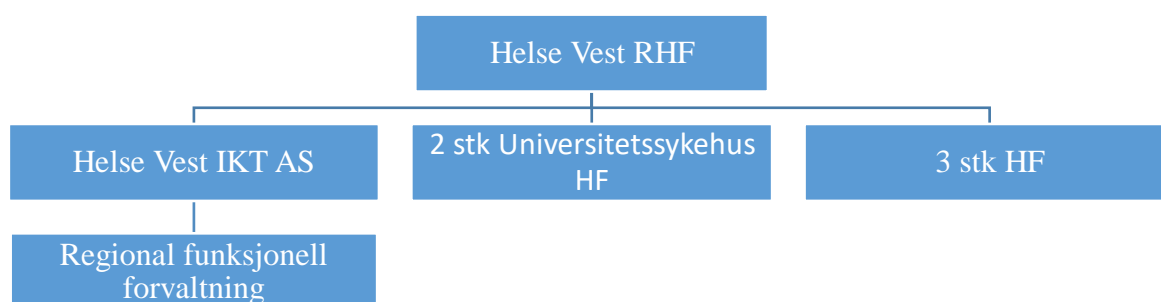 Helse Vest RHF
Helse Vest IKT AS
2 stk Universitetssykehus
HF
3 stk HF
Regional funksjonell
forvaltning